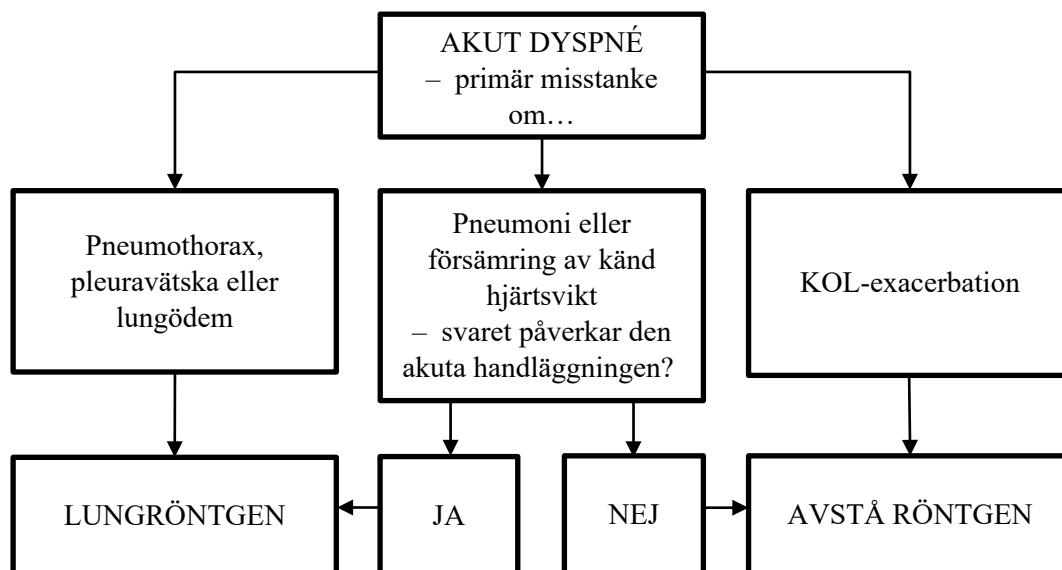 AKUT DYSPNÉ
– primär misstanke
om…
Pneumothorax,
pleuravätska eller
lungödem
Pneumoni eller
försämring av känd
hjärtsvikt
– svaret påverkar den
akuta handläggningen?
KOL-exacerbation
LUNGRÖNTGEN
JA
NEJ
AVSTÅ RÖNTGEN